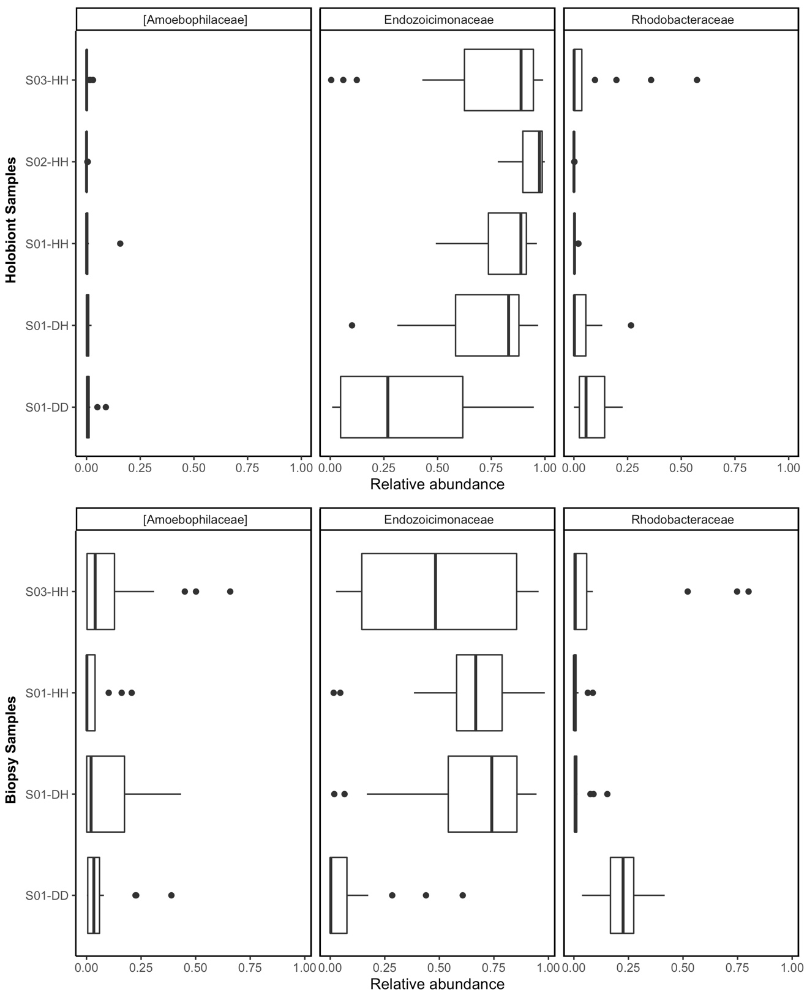 [Amoebophilaceae] Endozoicimonaceae Rhodobacteraceae
Holobiont Samples
S03-HH
S02-HH
S01-HH
S01-DH
S01-DD
0.00 0.25 0.50 0.75 1.00 0.00 0.25 0.50 0.75 1.00 0.00 0.25 0.50 0.75 1.00
Relative abundance
[Amoebophilaceae] Endozoicimonaceae Rhodobacteraceae
Biopsy Samples
S03-HH
S01-HH
S01-DH
S01-DD
0.00 0.25 0.50 0.75 1.00 0.00 0.25 0.50 0.75 1.00 0.00 0.25 0.50 0.75 1.00
Relative abundance